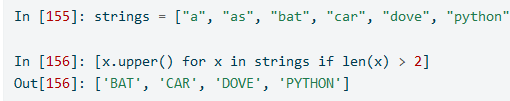 In [155]: strings = ["a", "as", "bat", "car", "dove", "python"
In [156]: [x.upper() for x in strings if len(x) > 2]
Out[156]: ['BAT', 'CAR', 'DOVE', 'PYTHON']